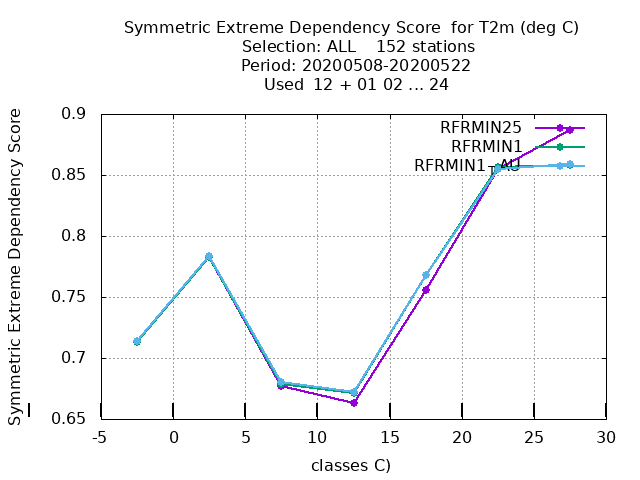 Symmetric Extreme Dependency Score for T2m (deg C)
Selection: ALL 152 stations
Period: 20200508-20200522
Used 12 + 01 02 ... 24
Symmetric Extreme Dependency Score
0.9
0.85
0.8
0.75
0.7
0.65
RFRMIN25
RFRMIN1
RFRMIN1_AU
-5 0 5 10 15 20 25 30
classes C)